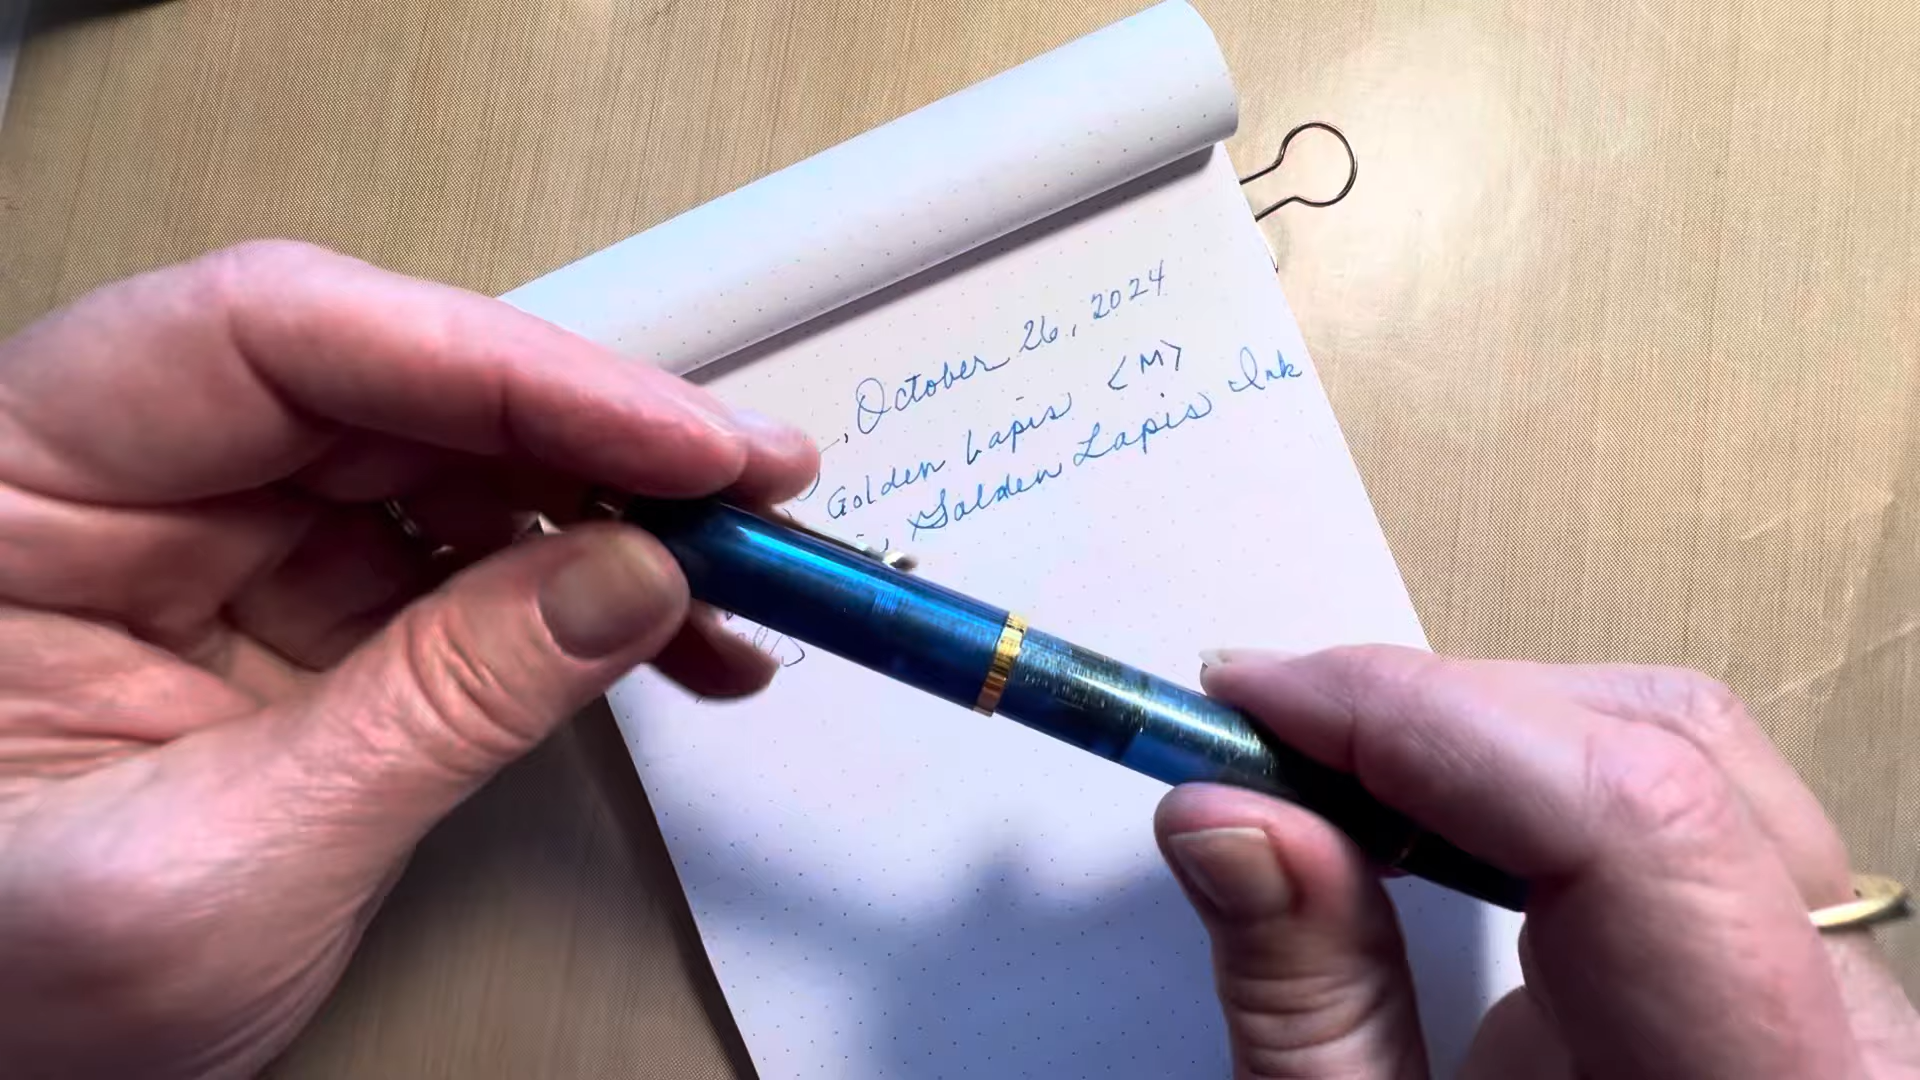 , October 26, 2024
Golden Lapis <M>
, Golden Lapis Ink